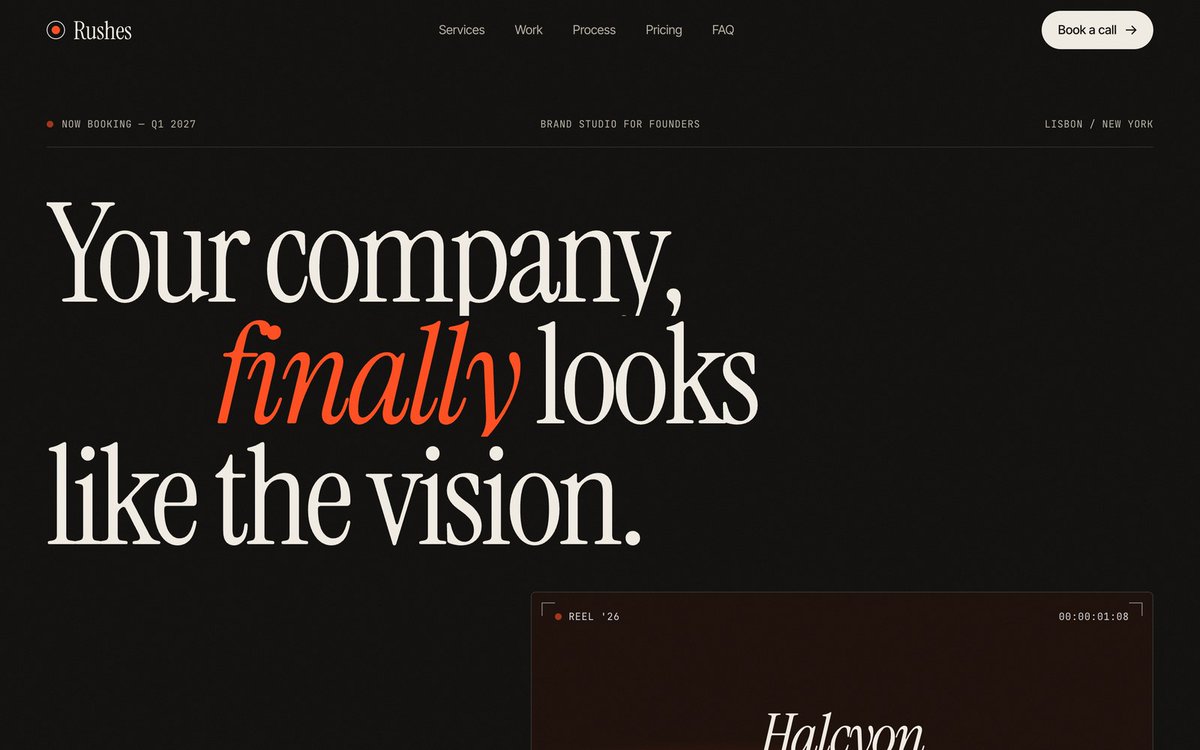 Rushes
Services
Work
Process
Pricing
FAQ
Book a call →
NOW BOOKING — Q1 2027
BRAND STUDIO FOR FOUNDERS
LISBON / NEW YORK
Your company,
finally looks
like the vision.
REEL '26
00:00:01:08
Halcyon